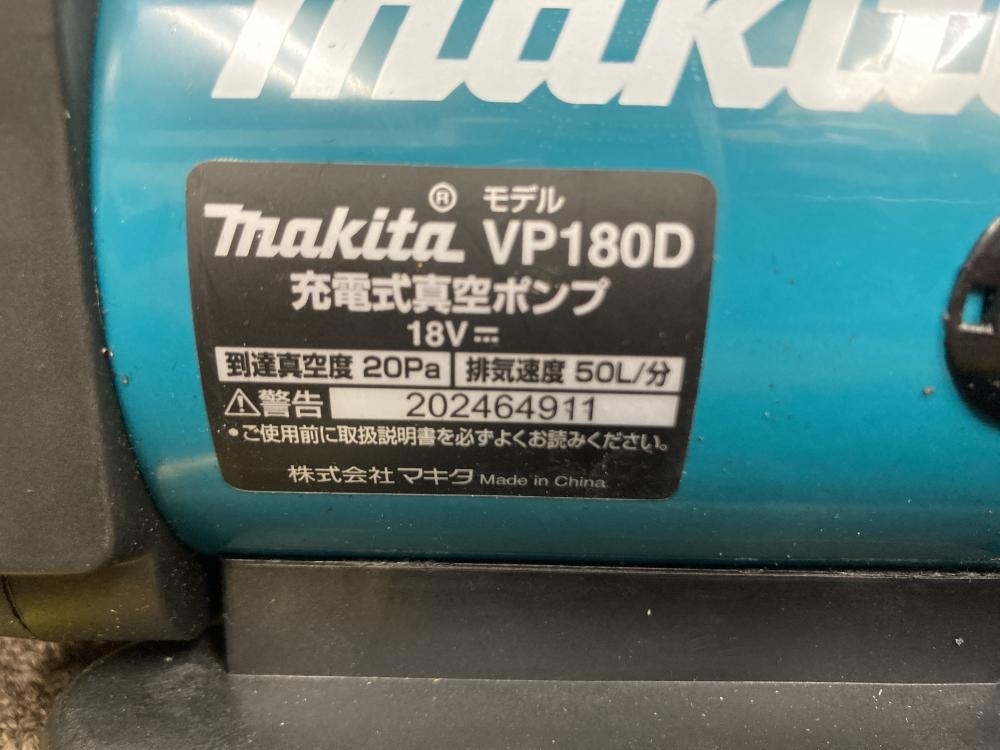 makita
makita® モデル VP180D
充電式真空ポンプ
18V⎓
到達真空度 20Pa 排気速度 50L/分
⚠警告 202464911
•ご使用前に取扱説明書を必ずよくお読みください。
株式会社 マキタ Made in China